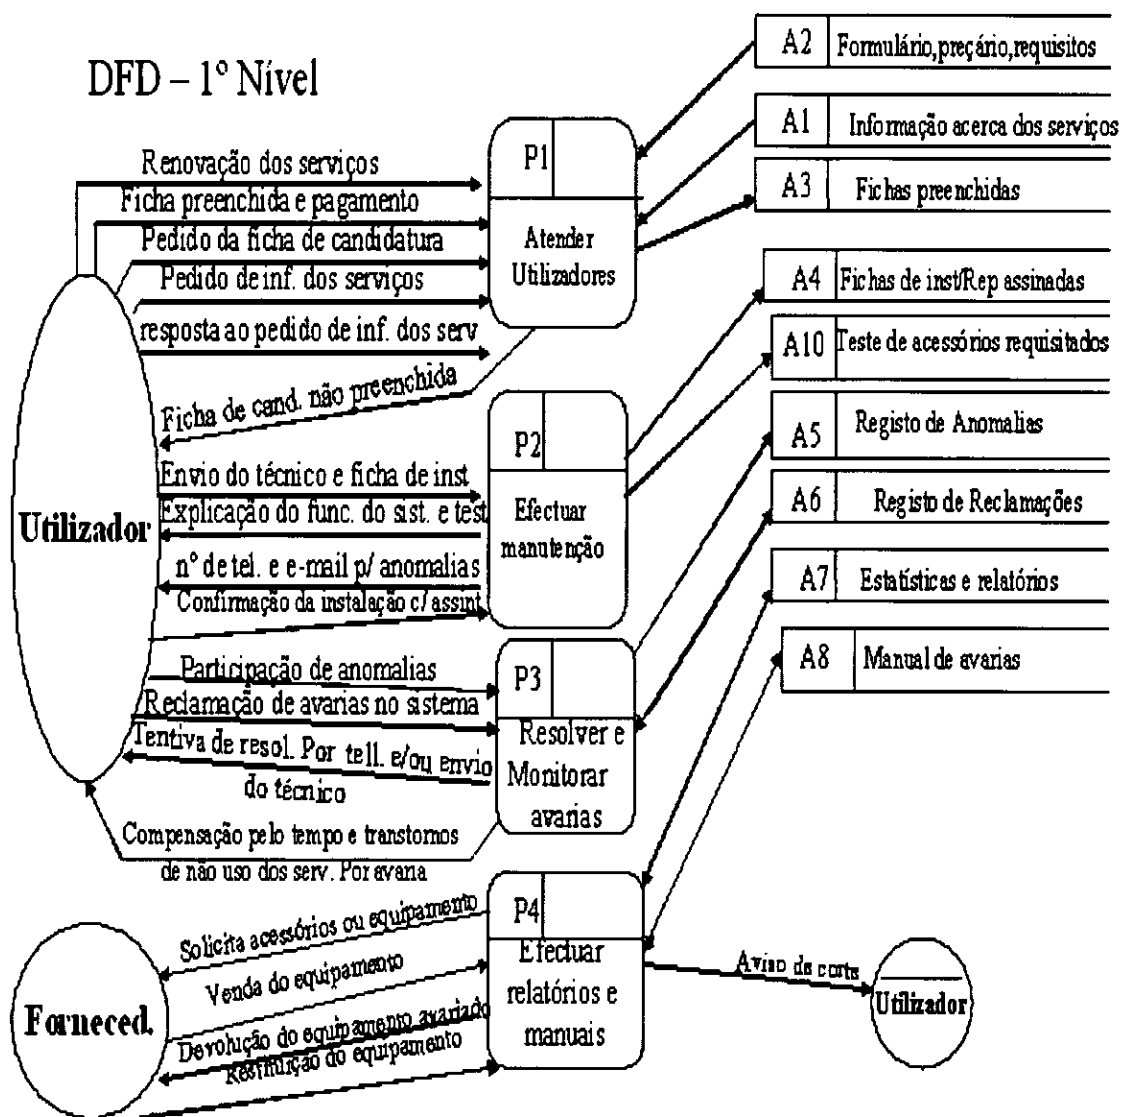 DFD – 1º Nível
A2 Formulário,preçário,requisitos
A1 Informação acerca dos serviços
A3 Fichas preenchidas
P1
Atender
Utilizadores
Renovação dos serviços
Ficha preenchida e pagamento
Pedido da ficha de candidatura
Pedido de inf. dos serviços
resposta ao pedido de inf. dos serv
Ficha de cand. não preenchida
A4 Fichas de inst/Rep assinadas
A10 Teste de acessórios requisitados
A5 Registo de Anomalias
A6 Registo de Reclamações
A7 Estatísticas e relatórios
A8 Manual de avarias
P2
Efectuar
manutenção
Utilizador
Envio do técnico e ficha de inst
Explicação do func. do sist. e test
nº de tel. e e-mail p/ anomalias
Confirmação da instalação c/ assint
P3
Resolver e
Monitorar
avarias
Participação de anomalias
Reclamação de avarias no sistema
Tentiva de resol. Por tell. e/ou envio
do técnico
Compensação pelo tempo e transtornos
de não uso dos serv. Por avaria
P4
Efectuar
relatórios e
manuais
Forneced.
Solicita acessórios ou equipamento
Venda do equipamento
Devolução do equipamento avariado
Restituição do equipamento
Aviso de corte
Utilizador